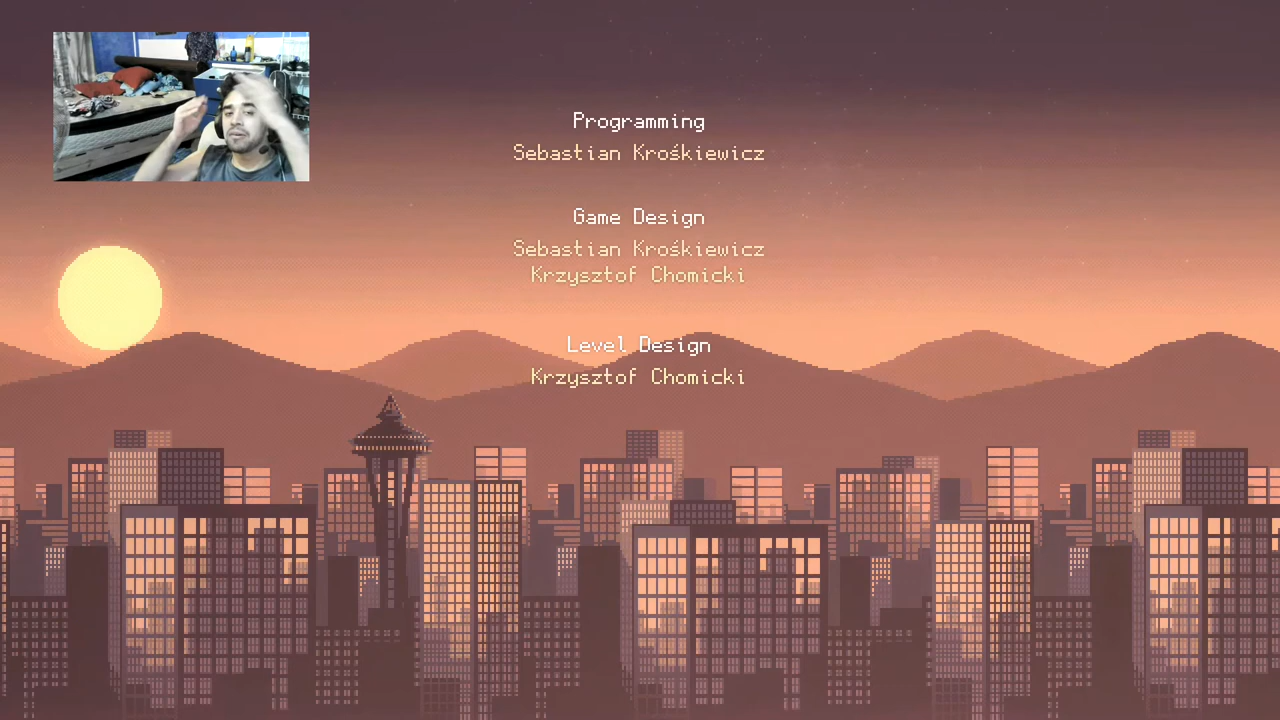 Programming
Sebastian Krośkiewicz
Game Design
Sebastian Krośkiewicz
Krzysztof Chomicki
Level Design
Krzysztof Chomicki